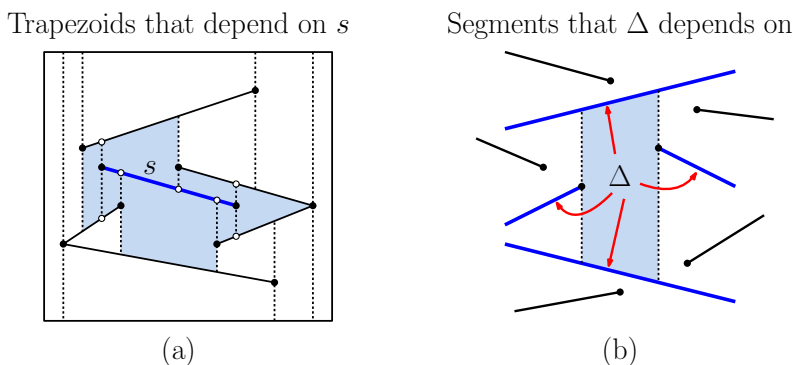 Trapezoids that depend on s
Segments that Δ depends on
s
Δ
(a)
(b)